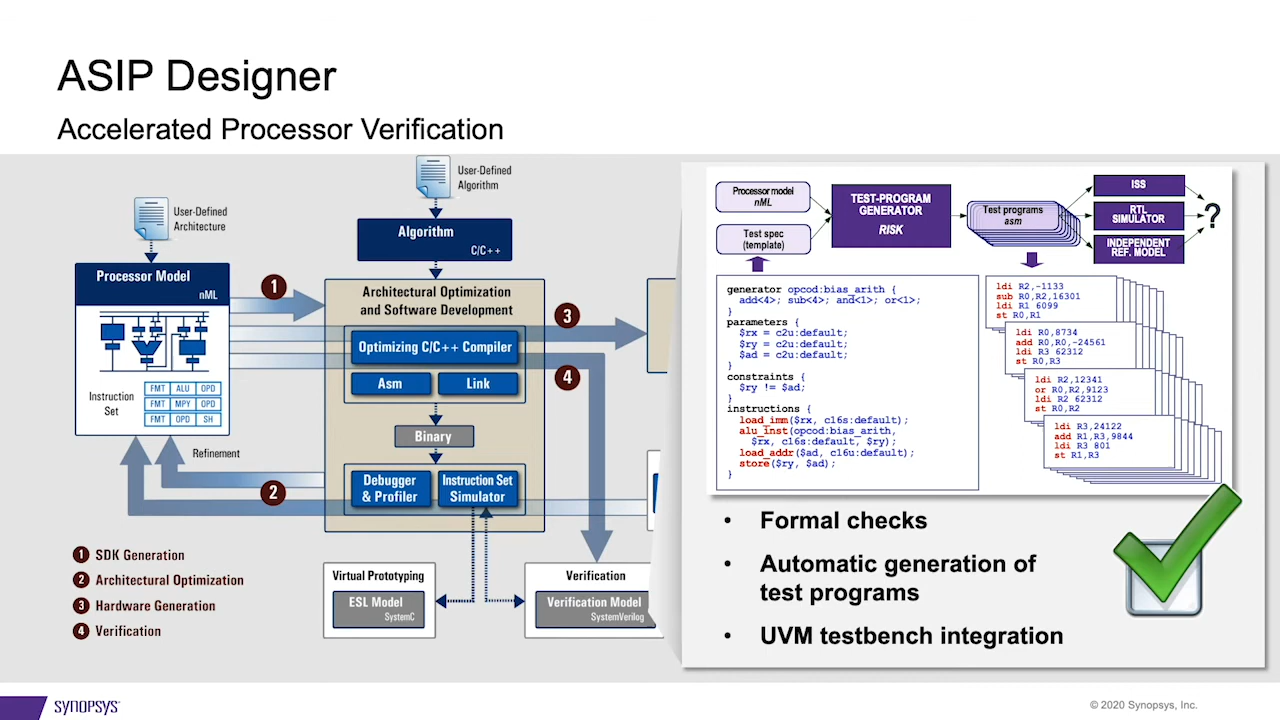 ASIP Designer
Accelerated Processor Verification
User-Defined
Algorithm
User-Defined
Architecture
Algorithm
C/C++
Processor Model
nML
Instruction
Set
FMT ALU OPD
FMT MPY OPD
FMT OPD SH
1
Architectural Optimization
and Software Development
Optimizing C/C++ Compiler
Asm
Link
Binary
Debugger
& Profiler
Instruction Set
Simulator
3
4
Refinement
2
1 SDK Generation
2 Architectural Optimization
3 Hardware Generation
4 Verification
Virtual Prototyping
ESL Model
SystemC
Verification
Verification Model
SystemVerilog
Processor model
nML
Test spec
(template)
TEST-PROGRAM
GENERATOR
RISK
Test programs
asm
ISS
RTL
SIMULATOR
INDEPENDENT
REF. MODEL
?
generator opcod:bias_arith {
add<4>; sub<4>; and<1>; or<1>;
}
parameters {
$rx = c2u:default;
$ry = c2u:default;
$ad = c2u:default;
}
constraints {
$ry != $ad;
}
instructions {
load_imm($rx, cl6s:default);
alu_inst(opcod:bias_arith,
$rx, cl6s:default, $ry);
load_addr($ad, cl6u:default);
store($ry, $ad);
}
ldi R2,-1133
sub R0,R2,16301
ldi R1 6099
st R0,R1
ldi R0,8734
add R0,R0,-24561
ldi R3 62312
st R0,R3
ldi R2,12341
or R0,R2,9123
ldi R2 62312
st R0,R2
ldi R3,24122
add R1,R3,9844
ldi R3 801
st R1,R3
• Formal checks
• Automatic generation of
test programs
• UVM testbench integration
SYNOPSYS
© 2020 Synopsys, Inc.